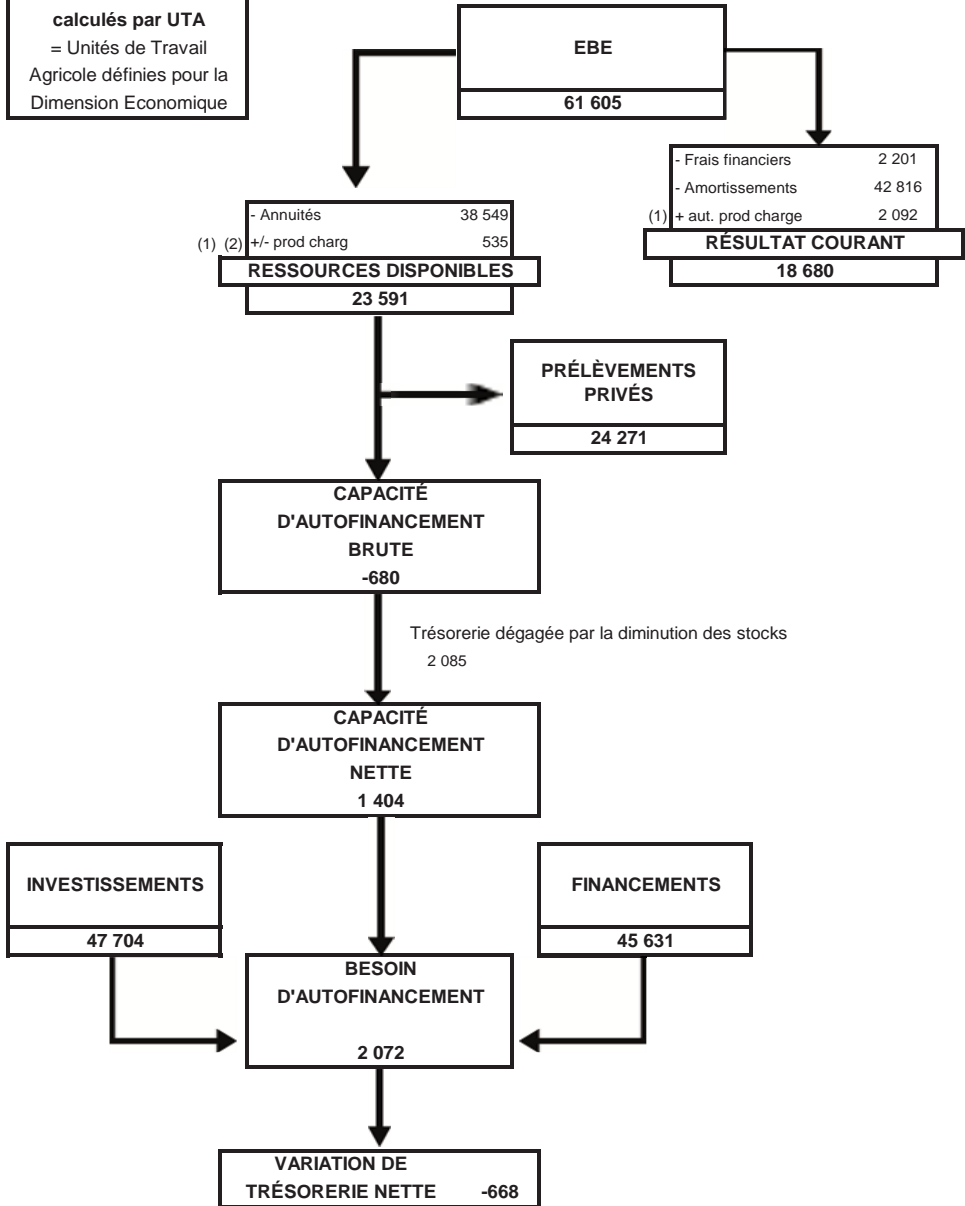 calculés par UTA
= Unités de Travail
Agricole définies pour la
Dimension Economique
EBE
61 605
- Frais financiers 2 201
- Amortissements 42 816
(1) + aut. prod charge 2 092
RÉSULTAT COURANT
18 680
- Annuités 38 549
(1) (2) +/- prod charg 535
RESSOURCES DISPONIBLES
23 591
PRÉLÈVEMENTS
PRIVÉS
24 271
CAPACITÉ
D'AUTOFINANCEMENT
BRUTE
-680
Trésorerie dégagée par la diminution des stocks
2 085
CAPACITÉ
D'AUTOFINANCEMENT
NETTE
1 404
INVESTISSEMENTS
47 704
FINANCEMENTS
45 631
BESOIN
D'AUTOFINANCEMENT
2 072
VARIATION DE
TRÉSORERIE NETTE -668